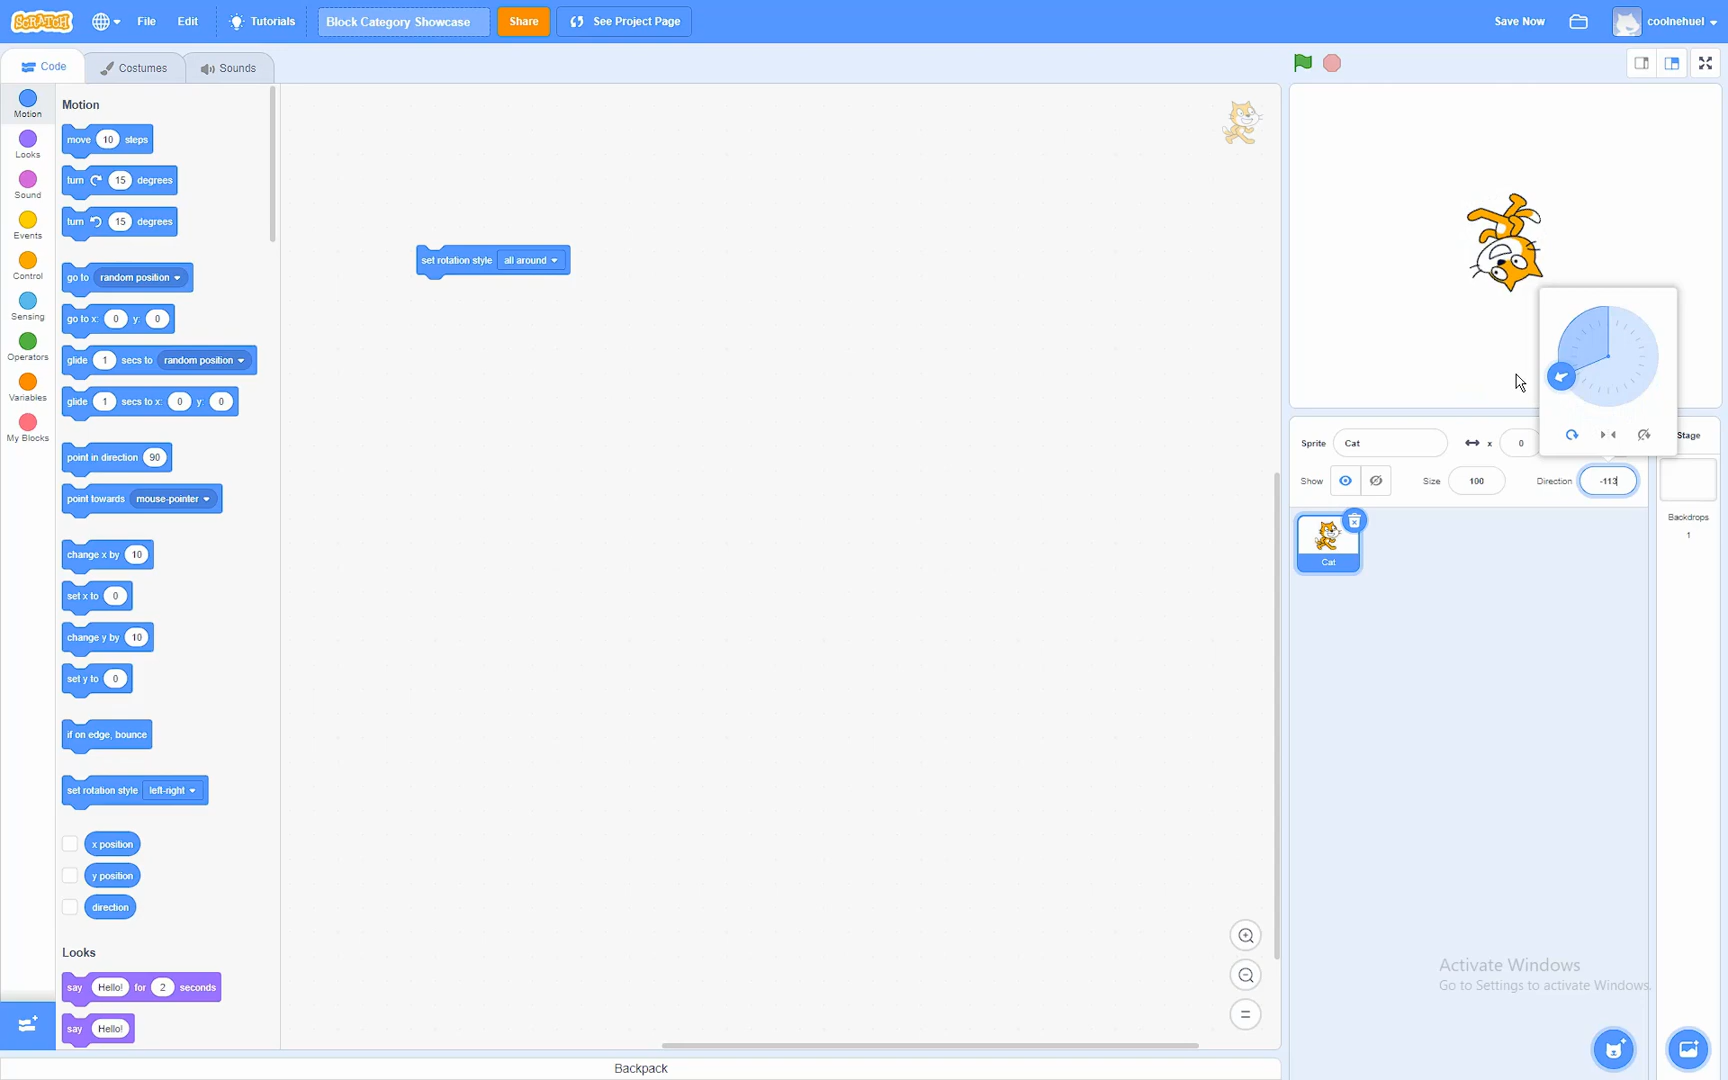 SCRATCH File Edit Tutorials Block Category Showcase Share See Project Page Save Now coolnehuel
Code Costumes Sounds
Motion
Looks
Sound
Events
Control
Sensing
Operators
Variables
My Blocks
Motion
move 10 steps
turn 15 degrees
turn 15 degrees
go to random position
go to x: 0 y: 0
glide 1 secs to random position
glide 1 secs to x: 0 y: 0
point in direction 90
point towards mouse-pointer
change x by 10
set x to 0
change y by 10
set y to 0
if on edge, bounce
set rotation style left-right
x position
y position
direction
Looks
say Hello! for 2 seconds
say Hello!
set rotation style all around
Sprite Cat x 0
Show Size 100 Direction -113
Cat
Stage
Backdrops
1
Activate Windows
Go to Settings to activate Windows.
Backpack